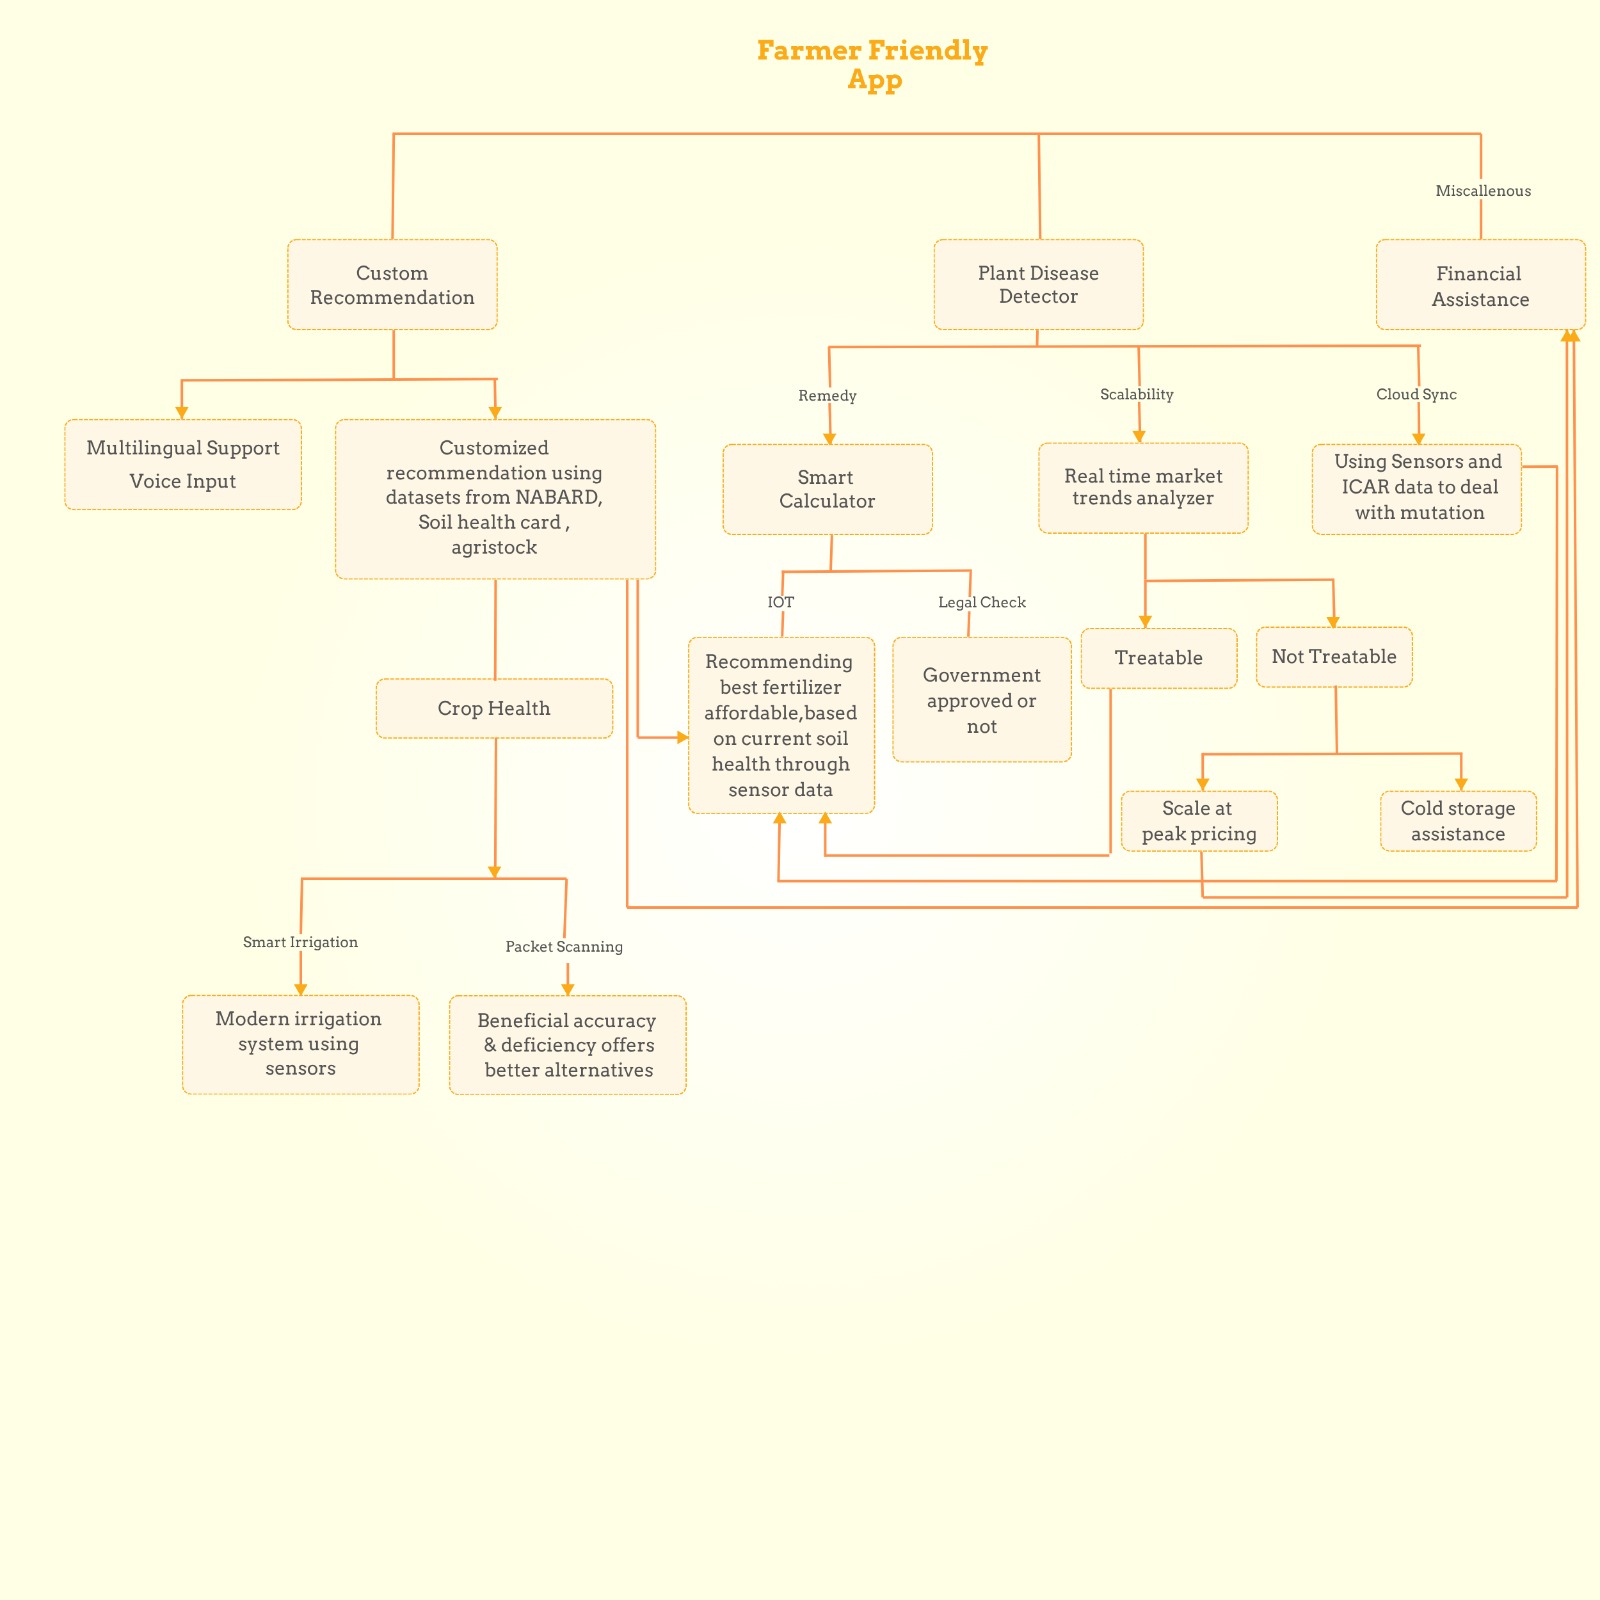 Farmer Friendly
App
Miscallenous
Custom
Recommendation
Plant Disease
Detector
Financial
Assistance
Remedy
Scalability
Cloud Sync
Multilingual Support
Voice Input
Customized
recommendation using
datasets from NABARD,
Soil health card ,
agristock
Smart
Calculator
Real time market
trends analyzer
Using Sensors and
ICAR data to deal
with mutation
IOT
Legal Check
Recommending
best fertilizer
affordable,based
on current soil
health through
sensor data
Government
approved or
not
Treatable
Not Treatable
Crop Health
Scale at
peak pricing
Cold storage
assistance
Smart Irrigation
Packet Scanning
Modern irrigation
system using
sensors
Beneficial accuracy
& deficiency offers
better alternatives